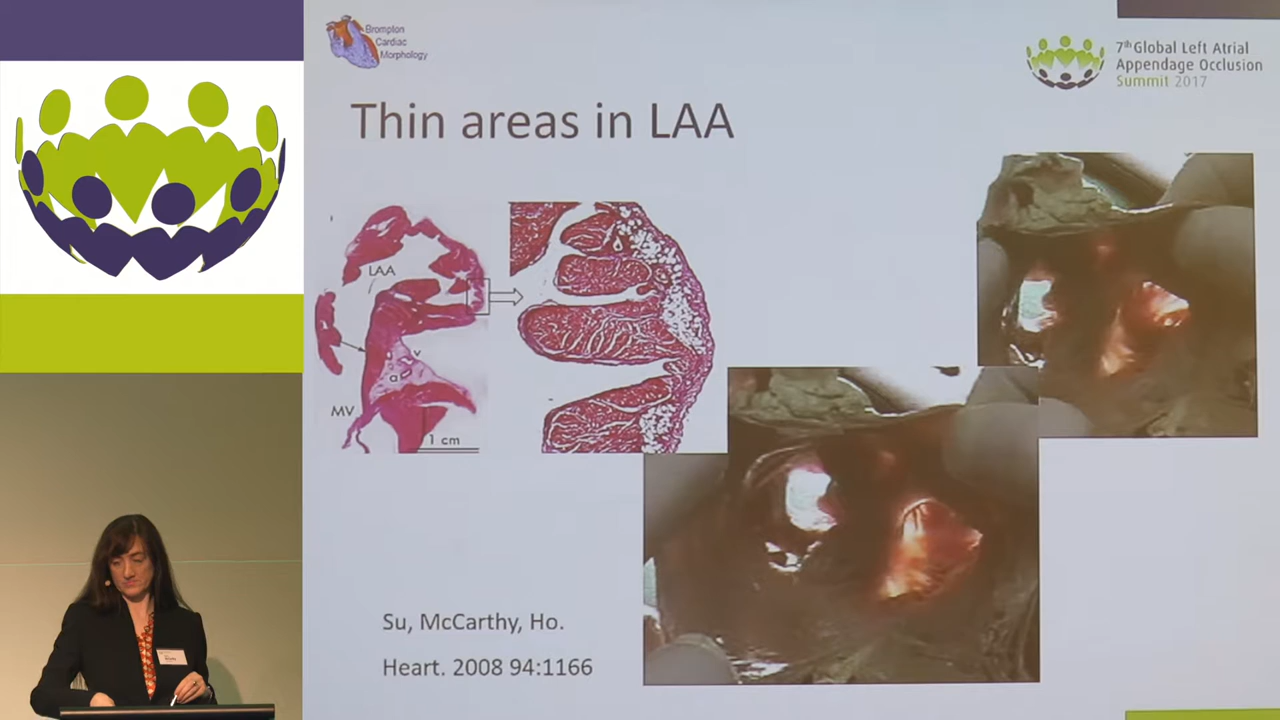 Brompton
Cardiac
Morphology
7th Global Left Atrial
Appendage Occlusion
Summit 2017
Thin areas in LAA
LAA
v
a
MV
1 cm
Su, McCarthy, Ho.
Heart. 2008 94:1166